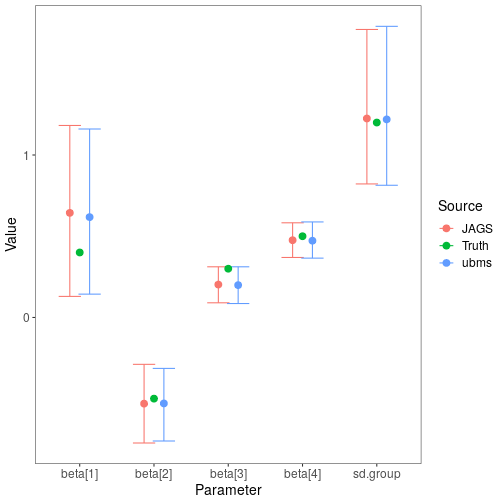 Value
1
0
beta[1] beta[2] beta[3] beta[4] sd.group
Parameter
Source
JAGS
Truth
ubms